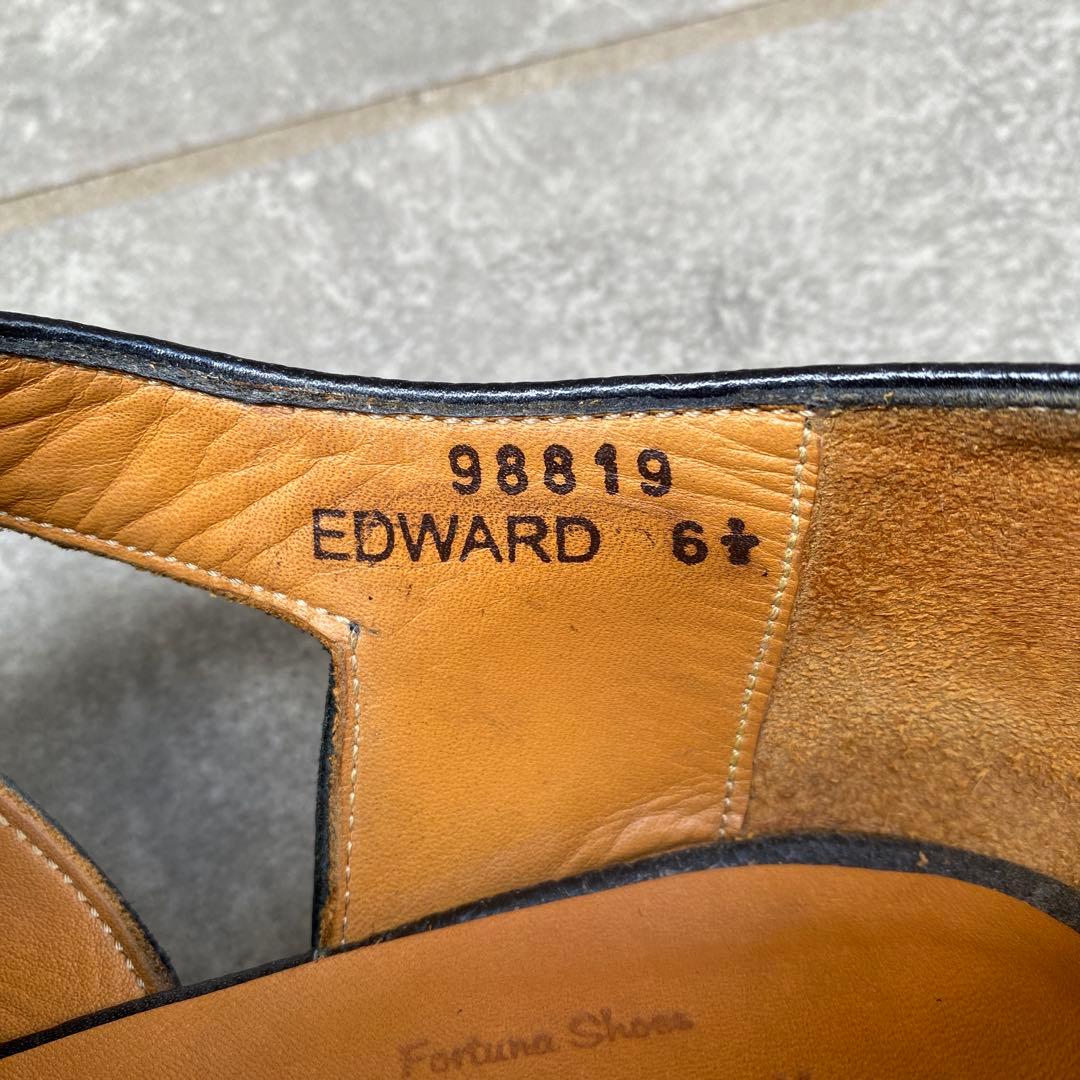 98819
EDWARD 6½
Fortuna Shoes